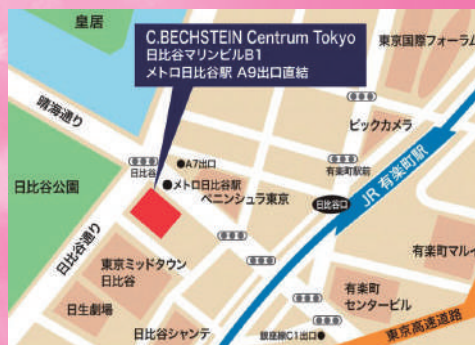 皇居
C.BECHSTEIN Centrum Tokyo
日比谷マリンビルB1
メトロ日比谷駅 A9出口直結
東京国際フォーラム
晴海通り
ビックカメラ
日比谷
●A7出口
有楽町駅前
JR 有楽町駅
日比谷公園
●メトロ日比谷駅
ペニンシュラ東京
日比谷口
日比谷通り
東京ミッドタウン
日比谷
有楽町マルイ
有楽町
センタービル
日生劇場
日比谷シャンテ
銀座線C1出口●
東京高速道路